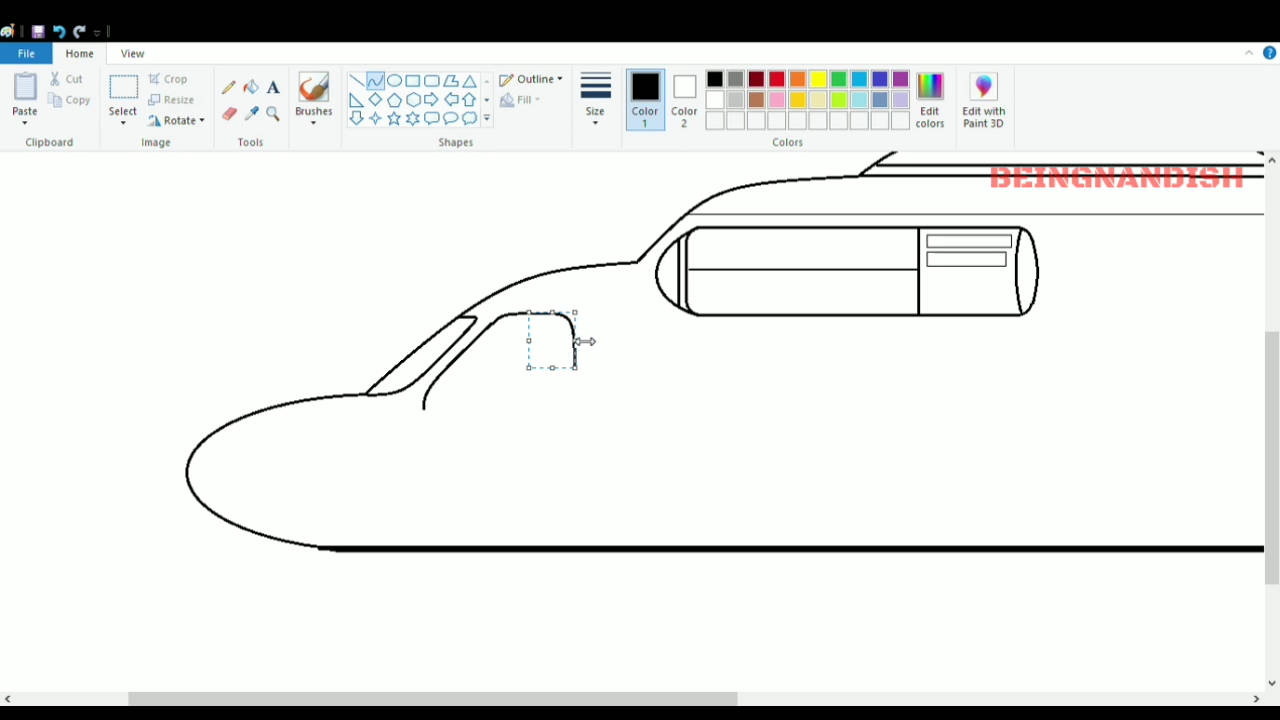 File Home View
Paste
Cut
Copy
Clipboard
Select
Crop
Resize
Rotate
Image
Tools
Brushes
Shapes
Outline
Fill
Size
Color
1
Color
2
Edit
colors
Colors
Edit with
Paint 3D
BEINGNANDISH